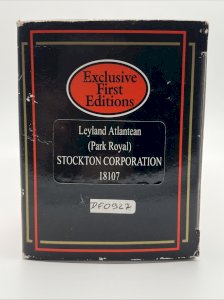 Exclusive
First
Editions
Leyland Atlantean
(Park Royal)
STOCKTON CORPORATION
18107
DF0927